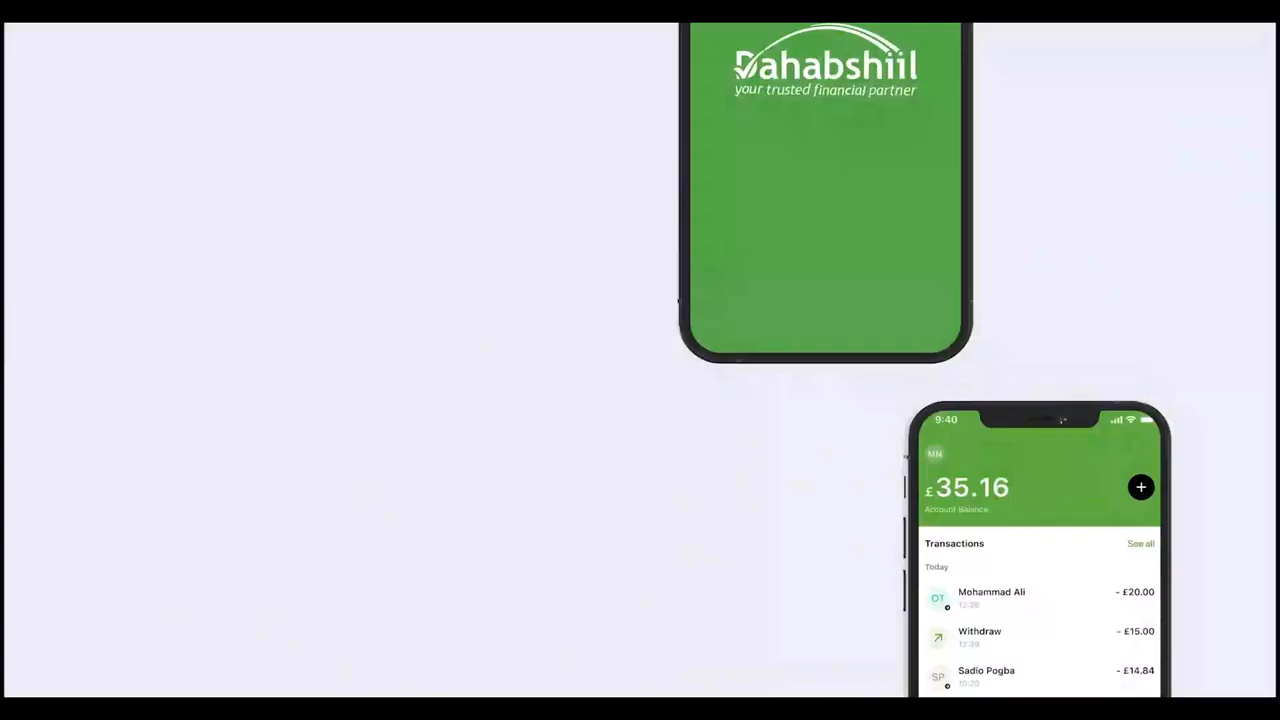 Dahabshiil
your trusted financial partner
9:40
MN
£35.16
Account Balance
Transactions
See all
Today
OT
Mohammad Ali
- £20.00
Withdraw
- £15.00
SP
Sadio Pogba
- £14.84